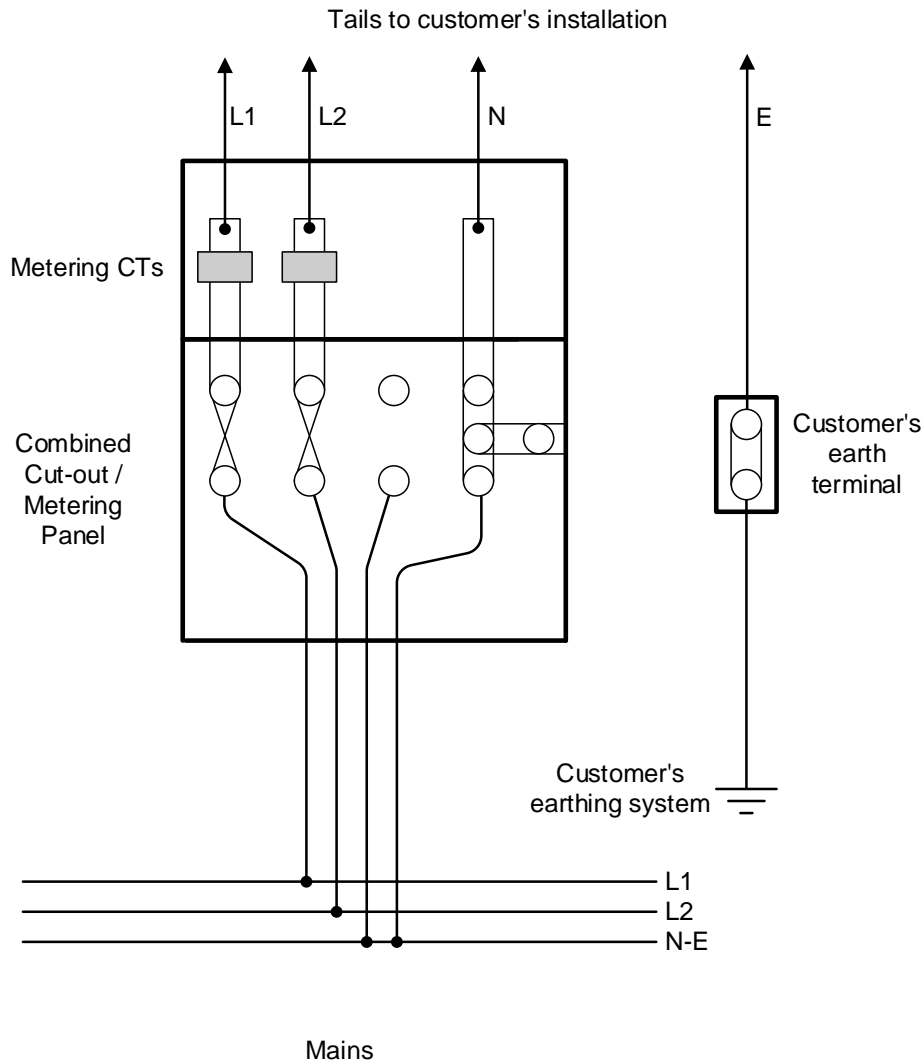 Tails to customer's installation
L1
L2
N
E
Metering CTs
Combined
Cut-out /
Metering
Panel
Customer's
earth
terminal
Customer's
earthing system
L1
L2
N-E
Mains